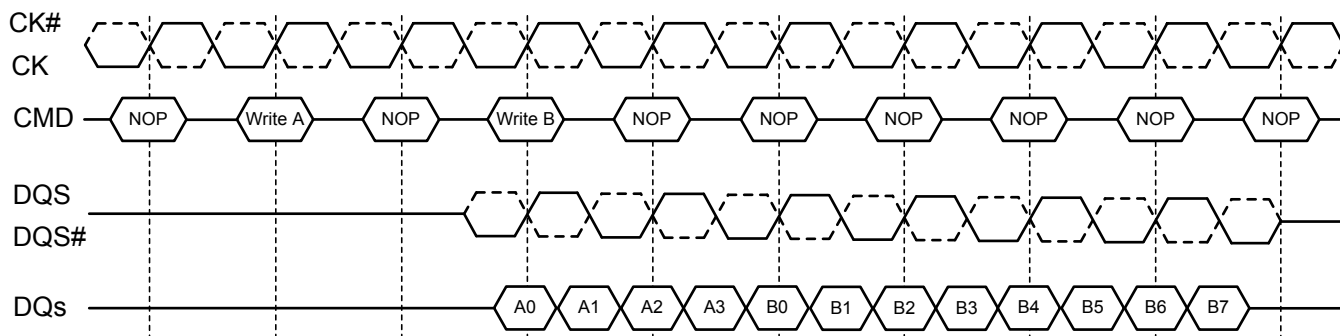 CK#
CK
CMD NOP Write A NOP Write B NOP NOP NOP NOP NOP NOP
DQS
DQS#
DQs A0 A1 A2 A3 B0 B1 B2 B3 B4 B5 B6 B7